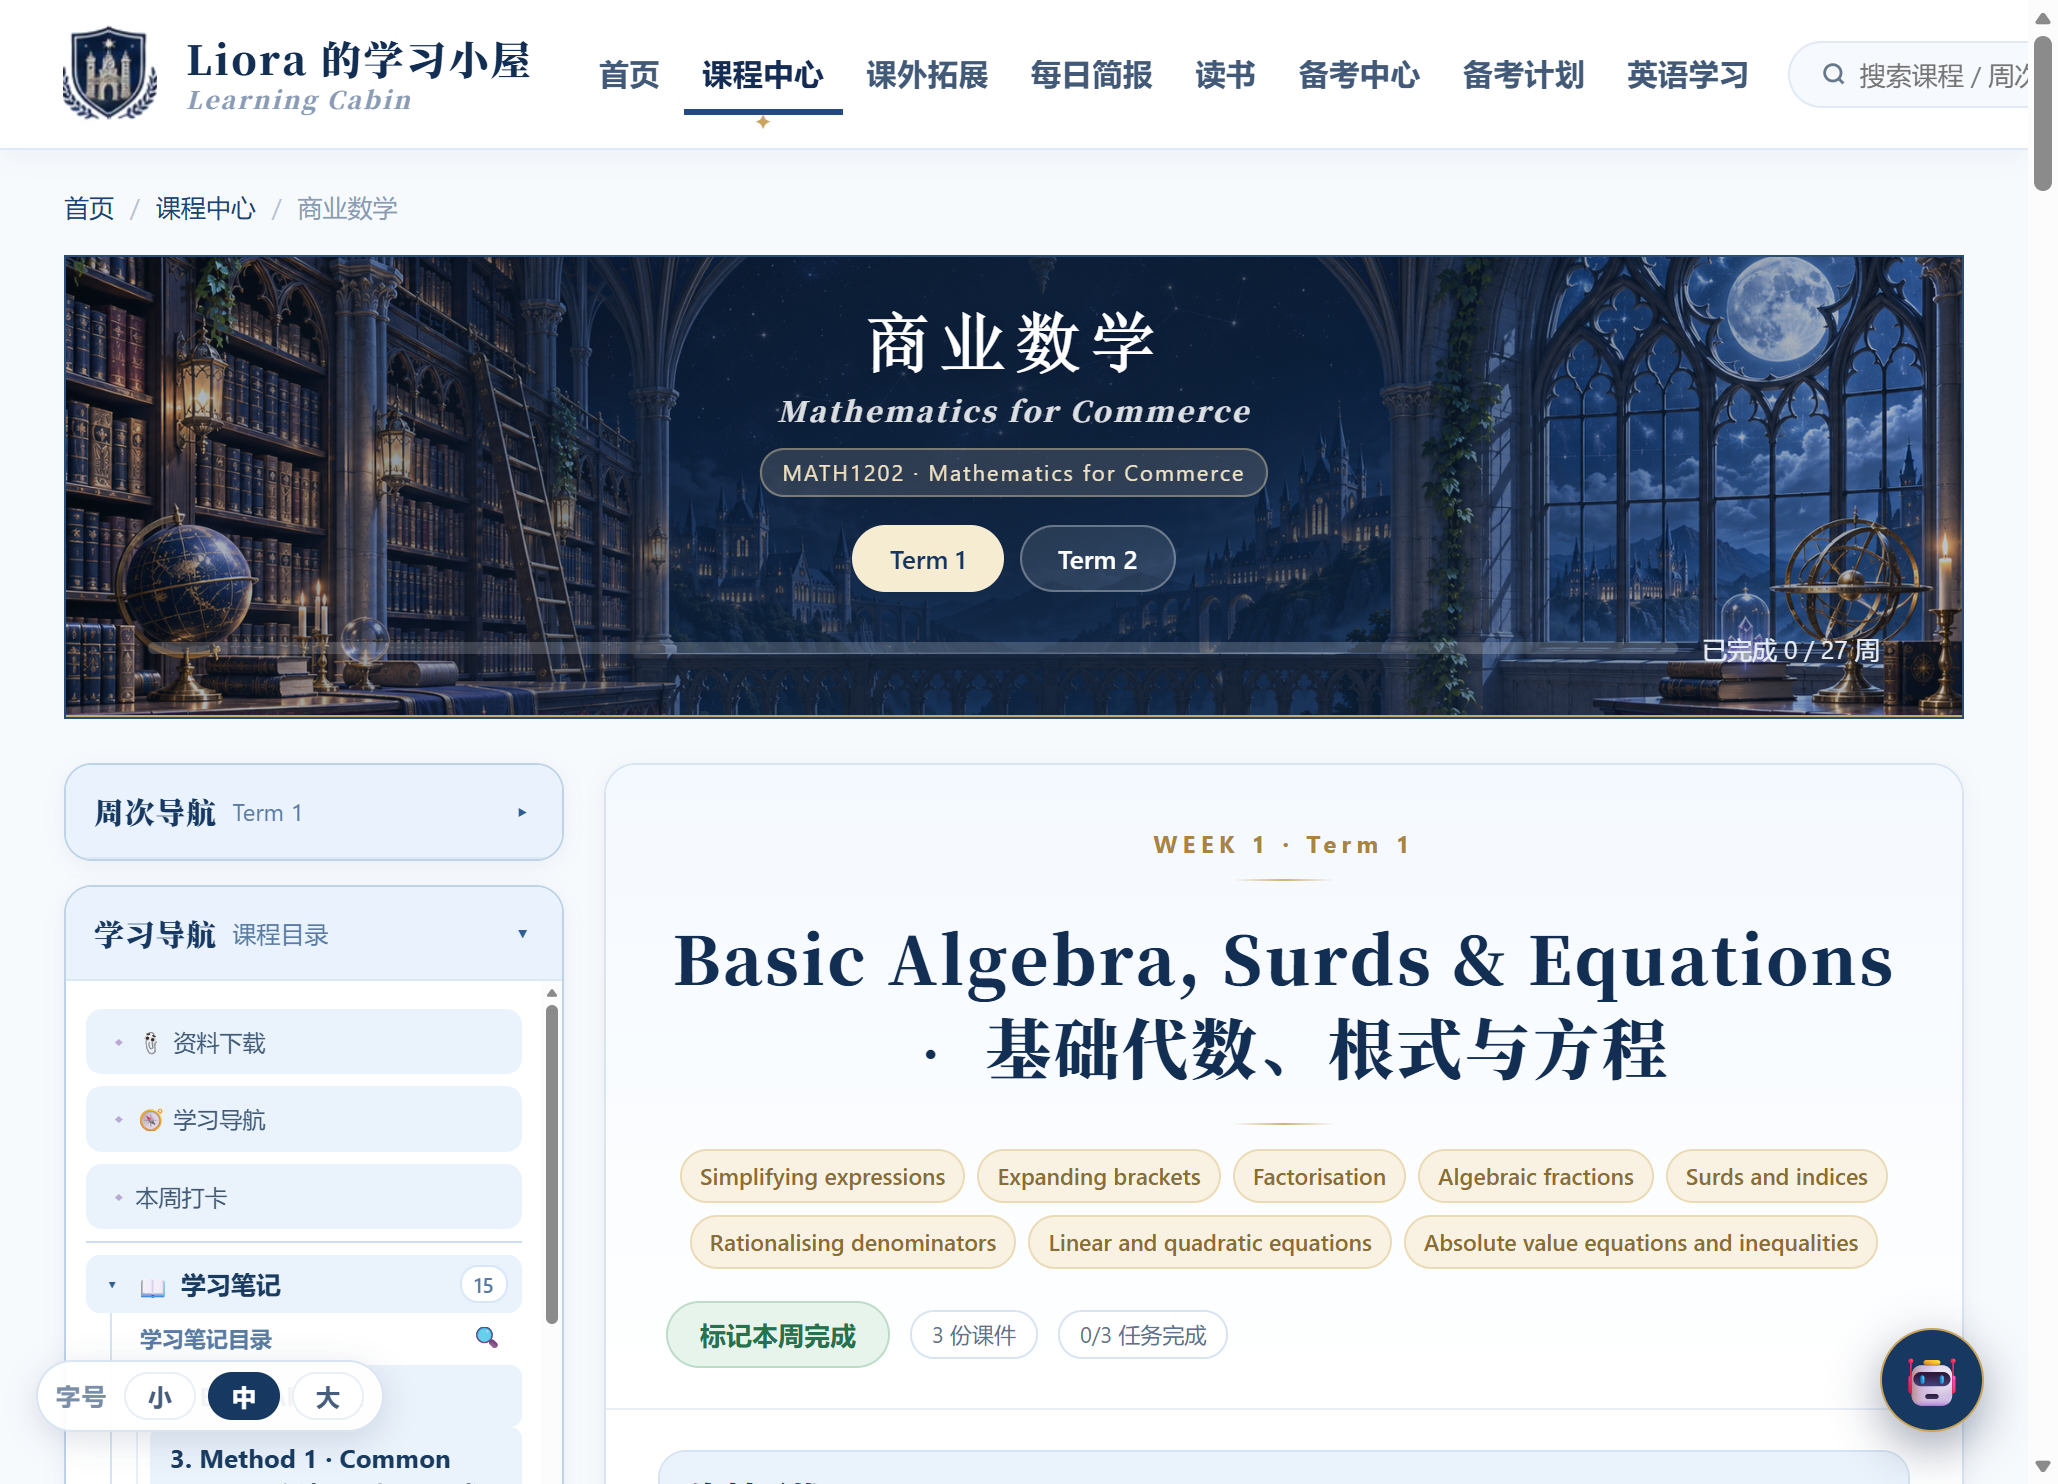 Liora 的学习小屋
Learning Cabin
首页 课程中心 课外拓展 每日简报 读书 备考中心 备考计划 英语学习
搜索课程 / 周次
首页 / 课程中心 / 商业数学
商业数学
Mathematics for Commerce
MATH1202 · Mathematics for Commerce
Term 1 Term 2
已完成 0 / 27 周
周次导航 Term 1
学习导航 课程目录
资料下载
学习导航
本周打卡
学习笔记 15
学习笔记目录
字号 小 中 大
3. Method 1 · Common
WEEK 1 · Term 1
Basic Algebra, Surds & Equations
· 基础代数、根式与方程
Simplifying expressions Expanding brackets Factorisation Algebraic fractions Surds and indices
Rationalising denominators Linear and quadratic equations Absolute value equations and inequalities
标记本周完成 3 份课件 0/3 任务完成